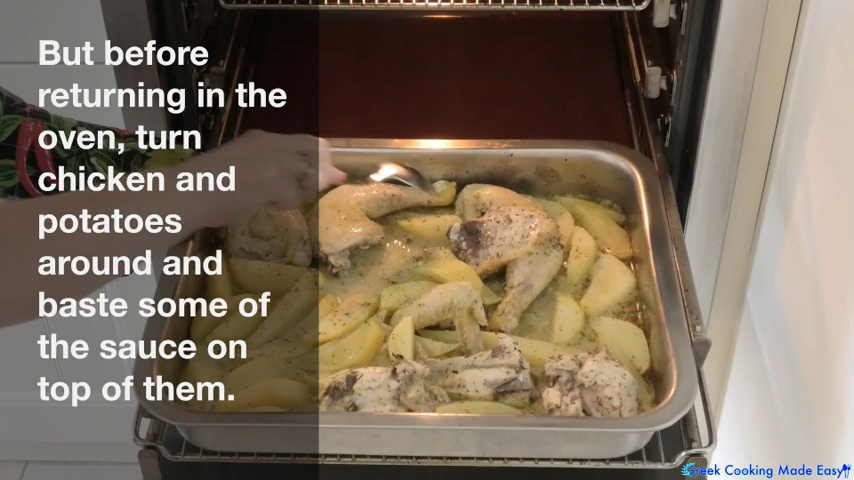 But before
returning in the
oven, turn
chicken and
potatoes
around and
baste some of
the sauce on
top of them.
Greek Cooking Made Easy